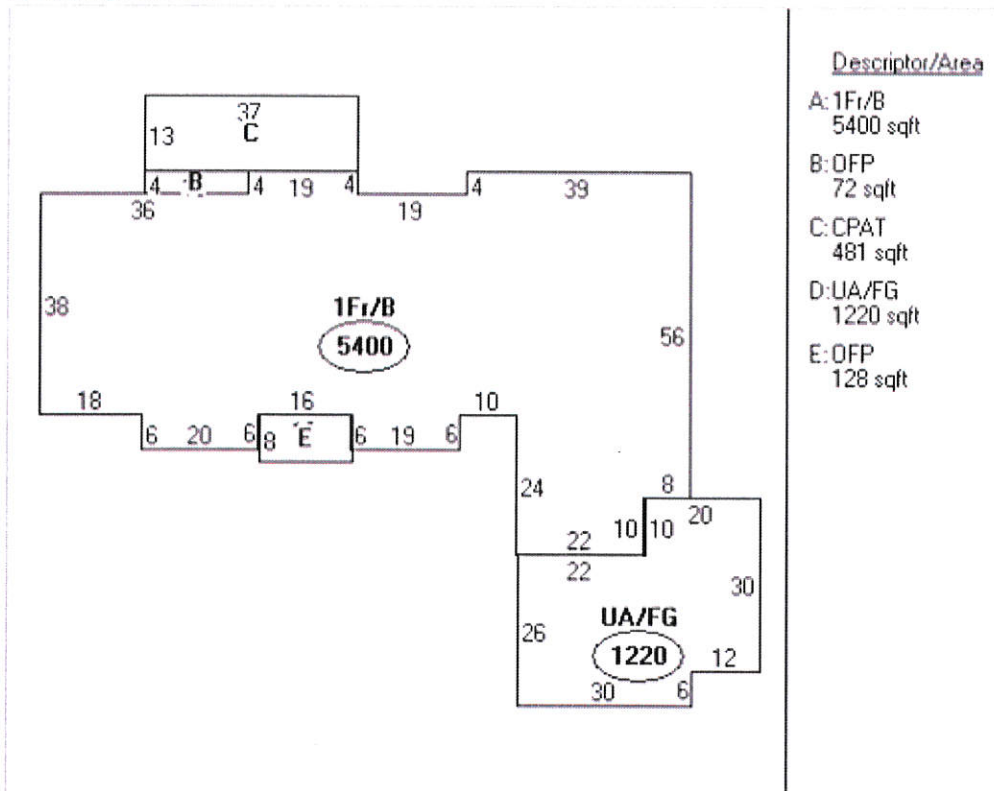 Descriptor/Area
A:1Fr/B
5400 sqft
B:OFP
72 sqft
C:CPAT
481 sqft
D:UA/FG
1220 sqft
E:OFP
128 sqft
37
13 C
4 B 4 19 4 4 39
36 19
38
1Fr/B
5400
56
18 16 10
6 20 6 8 E 6 19 6
24
8
20
10 10
22
22
30
26
UA/FG
1220
12
30 6